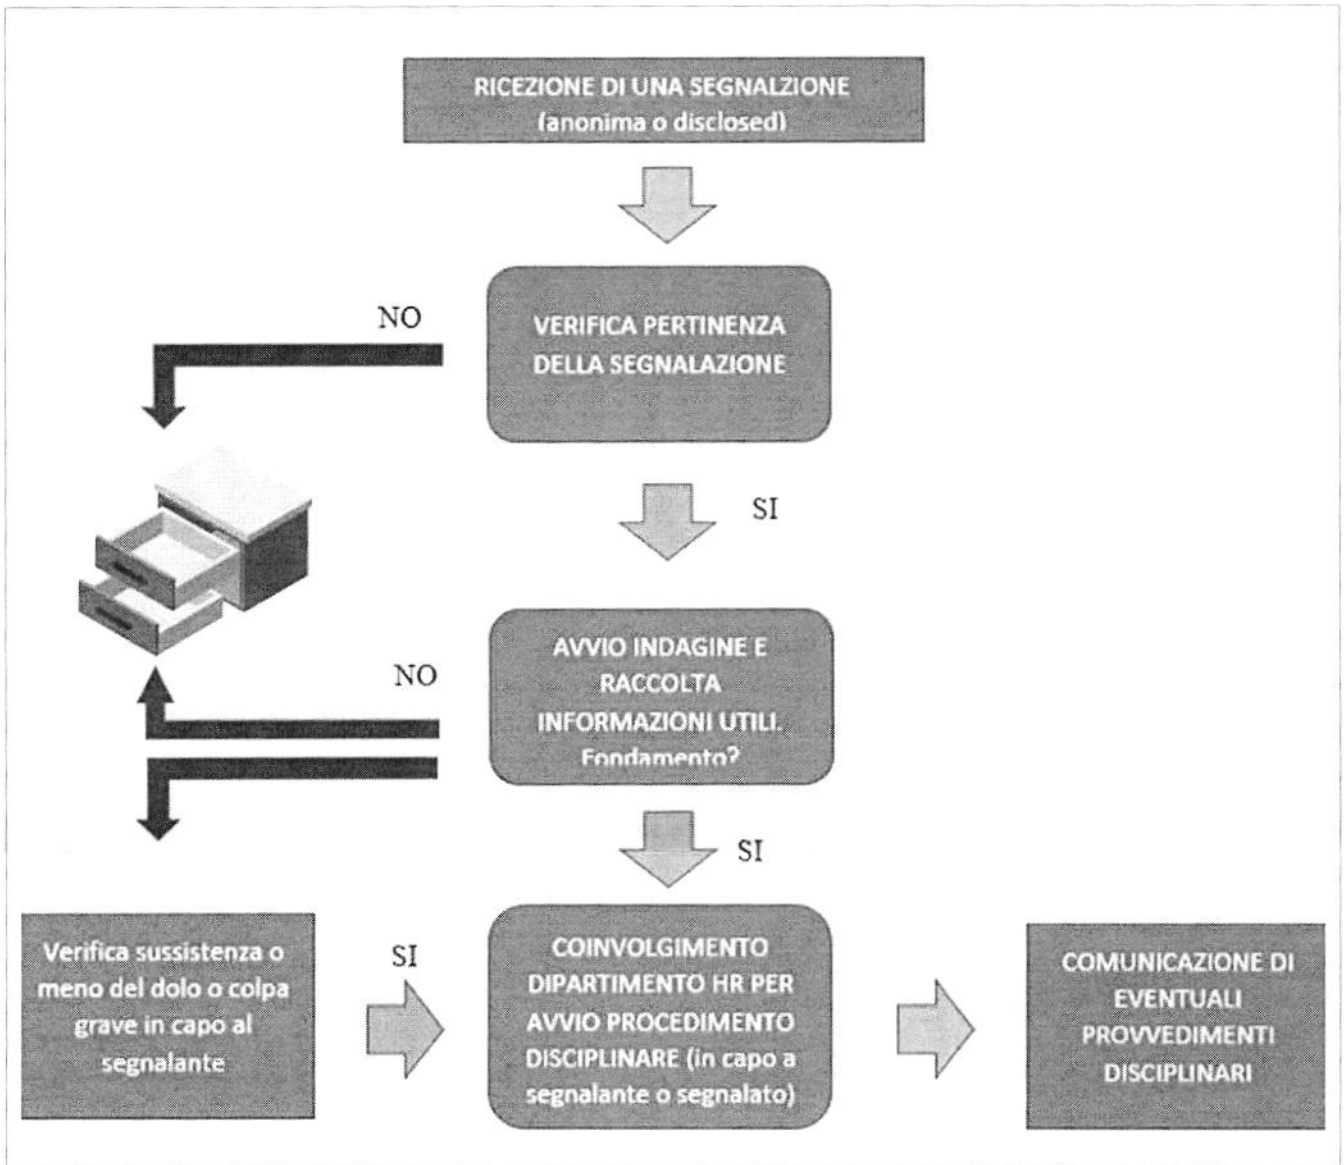 RICEZIONE DI UNA SEGNALZIONE
(anonima o disclosed)
NO
VERIFICA PERTINENZA
DELLA SEGNALAZIONE
SI
NO
AVVIO INDAGINE E
RACCOLTA
INFORMAZIONI UTILI.
Fondamento?
SI
Verifica sussistenza o
meno del dolo o colpa
grave in capo al
segnalante
SI
COINVOLGIMENTO
DIPARTIMENTO HR PER
AVVIO PROCEDIMENTO
DISCIPLINARE (in capo a
segnalante o segnalato)
COMUNICAZIONE DI
EVENTUALI
PROVVEDIMENTI
DISCIPLINARI